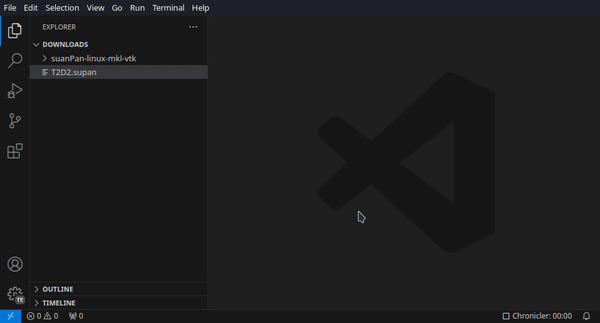 File Edit Selection View Go Run Terminal Help
EXPLORER ...
DOWNLOADS
suanPan-linux-mkl-vtk
T2D2.supan
OUTLINE
TIMELINE
TE
0 0 0 Chronicler: 00:00